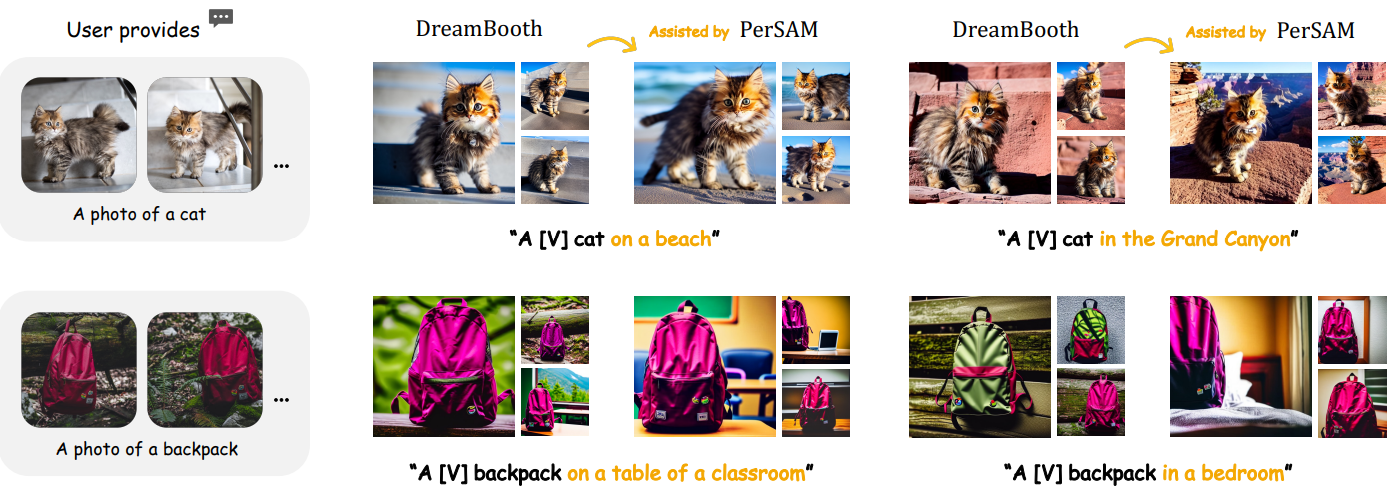 User provides
DreamBooth
Assisted by PerSAM
DreamBooth
Assisted by PerSAM
...
A photo of a cat
“A [V] cat on a beach”
“A [V] cat in the Grand Canyon”
...
A photo of a backpack
“A [V] backpack on a table of a classroom”
“A [V] backpack in a bedroom”